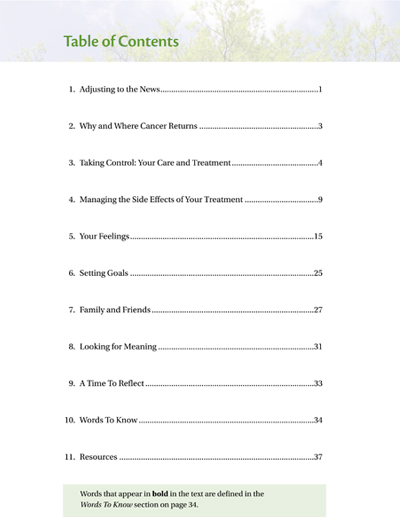 Table of Contents
1. Adjusting to the News....................................................................1
2. Why and Where Cancer Returns ....................................................3
3. Taking Control: Your Care and Treatment......................................4
4. Managing the Side Effects of Your Treatment ................................9
5. Your Feelings...............................................................................15
6. Setting Goals ...............................................................................25
7. Family and Friends......................................................................27
8. Looking for Meaning ...................................................................31
9. A Time To Reflect.........................................................................33
10. Words To Know ...........................................................................34
11. Resources ....................................................................................37
Words that appear in bold in the text are defined in the
Words To Know section on page 34.